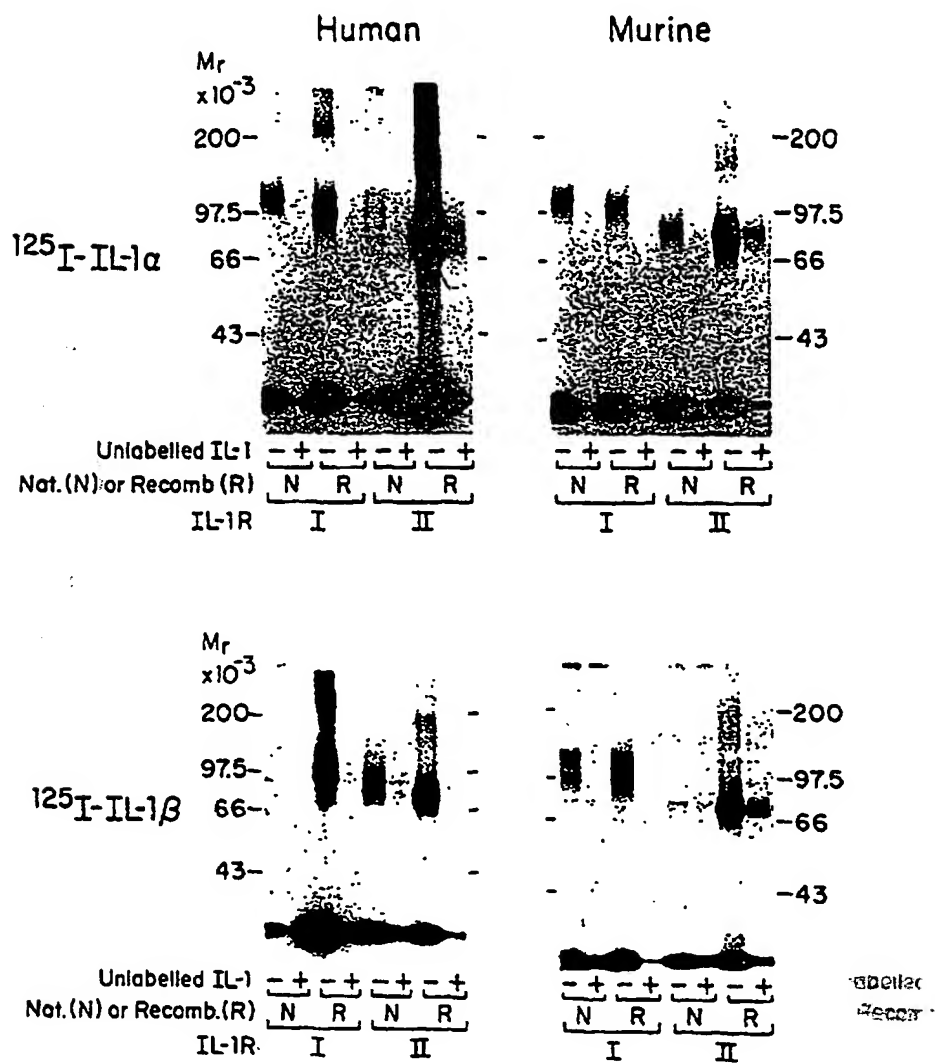 Human Murine
Mr
x10-3
200- -200
97.5- -97.5
125I-IL-1α
66- -66
43- -43
Unlabelled IL-1 - + - + - + - + - + - + - + - +
Nat.(N) or Recomb (R) N R N R N R N R
IL-1R I II I II
Mr
x10-3
200- -200
97.5- -97.5
125I-IL-1β
66- -66
43- -43
Unlabelled IL-1 - + - + - + - + - + - + - + - +
Nat.(N) or Recomb.(R) N R N R N R N R
IL-1R I II I II